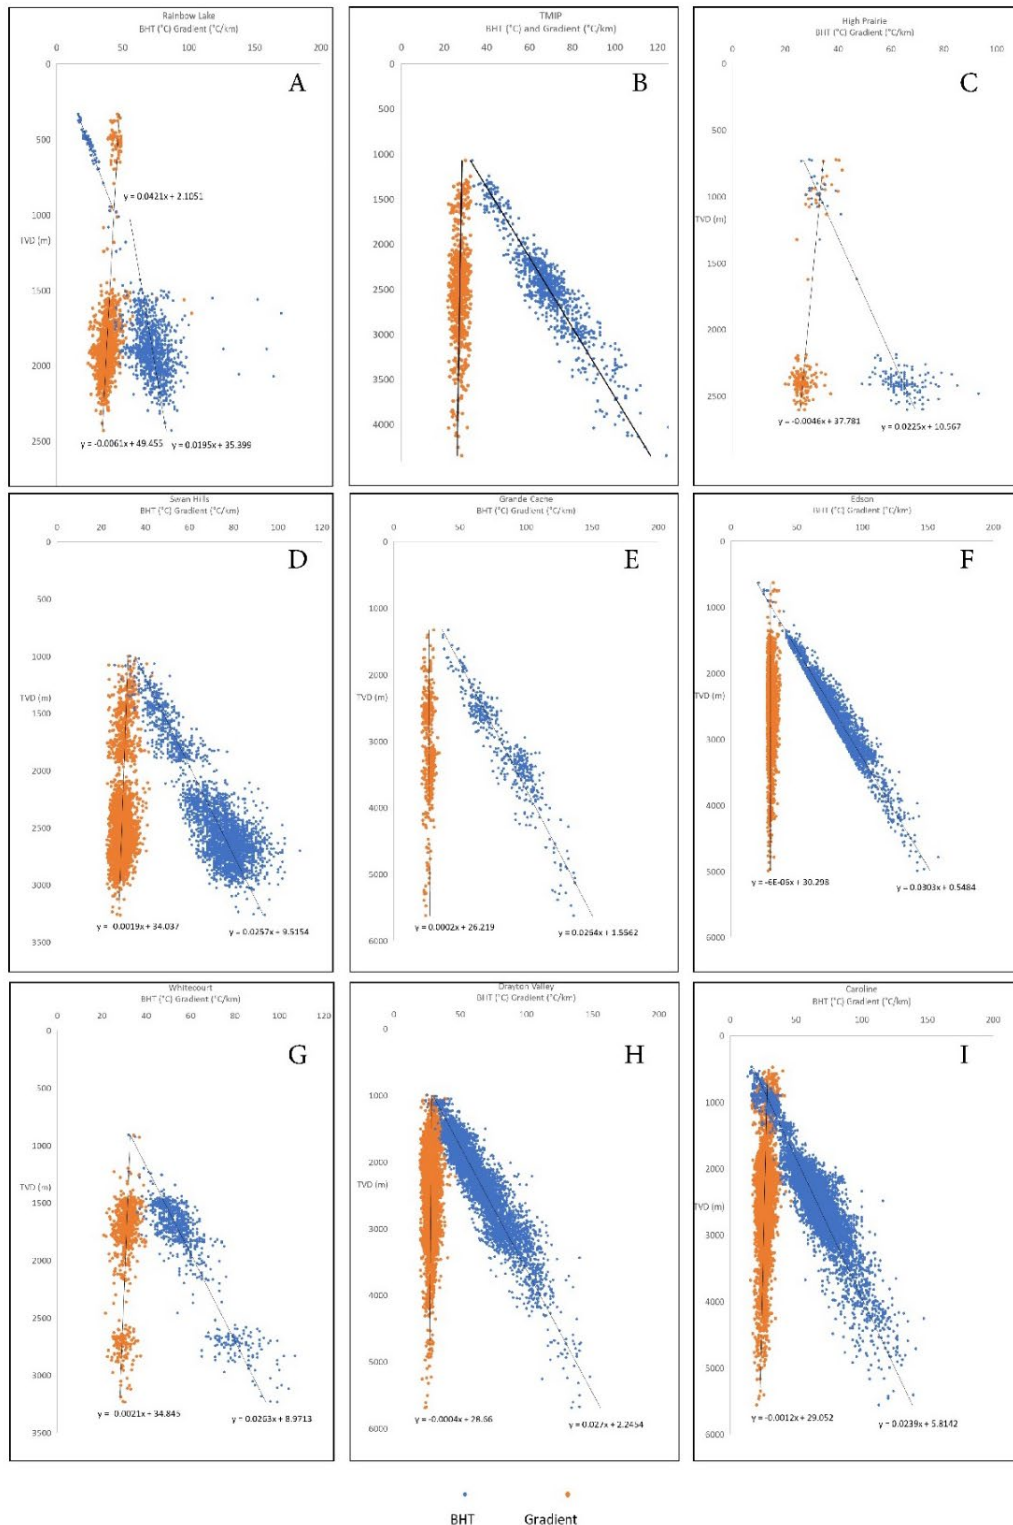 Rainbow Lake
BHT (°C) Gradient (°C/km)
0 50 100 150 200
0
A
500
y = 0.0421x + 2.1051
1000
TVD (m)
1500
2000
2500
y = -0.0061x + 49.455 y = 0.0195x + 35.399
TMIP
BHT (°C) and Gradient (°C/km)
0 20 40 60 80 100 120
0
B
500
1000
1500
2000
2500
3000
3500
4000
High Prairie
BHT (°C) Gradient (°C/km)
0 20 40 60 80 100
0
C
500
1000
TVD (m)
1500
2000
2500
y = -0.0046x + 37.781 y = 0.0225x + 10.567
Swan Hills
BHT (°C) Gradient (°C/km)
0 20 40 60 80 100 120
0
D
500
1000
TVD (m)
1500
2000
2500
3000
y = 0.0019x + 34.037 y = 0.0257x + 9.5154
3500
Grande Cache
BHT (°C) Gradient (°C/km)
0 50 100 150 200
0
E
1000
2000
TVD (m)
3000
4000
5000
y = 0.0002x + 26.219 y = 0.0264x + 1.5562
6000
Edson
BHT (°C) Gradient (°C/km)
0 50 100 150 200
0
F
1000
2000
TVD (m)
3000
4000
5000
y = -6E-05x + 30.298 y = 0.0303x + 0.5484
6000
Whitecourt
BHT (°C) Gradient (°C/km)
0 20 40 60 80 100 120
0
G
500
1000
TVD (m)
1500
2000
2500
3000
y = 0.0021x + 34.845 y = 0.0263x + 8.9713
3500
Drayton Valley
BHT (°C) Gradient (°C/km)
0 50 100 150 200
0
H
1000
2000
TVD (m)
3000
4000
5000
y = -0.0004x + 28.66 y = 0.027x + 2.2454
6000
Caroline
BHT (°C) Gradient (°C/km)
0 50 100 150 200
0
I
1000
2000
TVD (m)
3000
4000
5000
y = -0.0012x + 29.052 y = 0.0239x + 5.8142
6000
BHT Gradient